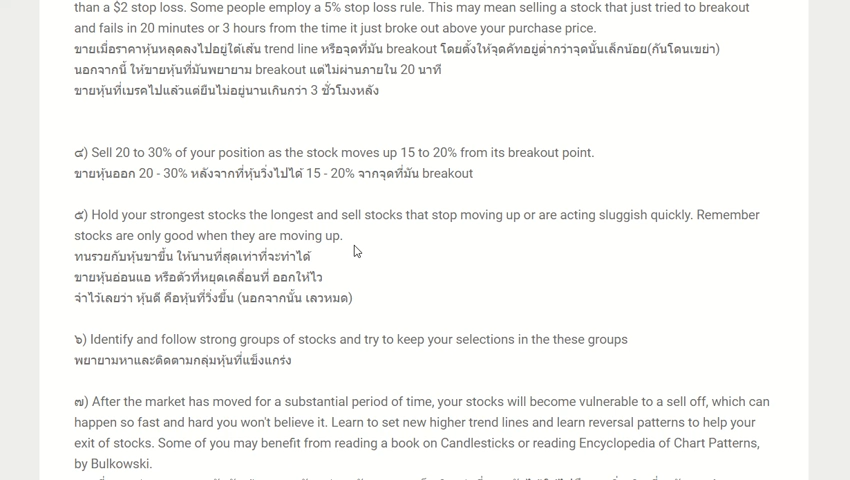 than a $2 stop loss. Some people employ a 5% stop loss rule. This may mean selling a stock that just tried to breakout
and fails in 20 minutes or 3 hours from the time it just broke out above your purchase price.
ขายเมื่อราคาหุ้นหลุดลงไปอยู่ใต้เส้น trend line หรือจุดที่มัน breakout โดยตั้งให้จุดคัทอยู่ต่ำกว่าจุดนั้นเล็กน้อย(กันโดนเขย่า)
นอกจากนี้ ให้ขายหุ้นที่มันพยายาม breakout แต่ไม่ผ่านภายใน 20 นาที
ขายหุ้นที่เบรคไปแล้วแต่ยืนไม่อยู่นานเกินกว่า 3 ชั่วโมงหลัง
๔) Sell 20 to 30% of your position as the stock moves up 15 to 20% from its breakout point.
ขายหุ้นออก 20 - 30% หลังจากที่หุ้นวิ่งไปได้ 15 - 20% จากจุดที่มัน breakout
๕) Hold your strongest stocks the longest and sell stocks that stop moving up or are acting sluggish quickly. Remember
stocks are only good when they are moving up.
ทนรวยกับหุ้นขาขึ้น ให้นานที่สุดเท่าที่จะทำได้
ขายหุ้นอ่อนแอ หรือตัวที่หยุดเคลื่อนที่ ออกให้ไว
จำไว้เลยว่า หุ้นดี คือหุ้นที่วิ่งขึ้น (นอกจากนั้น เลวหมด)
๖) Identify and follow strong groups of stocks and try to keep your selections in the these groups
พยายามหาและติดตามกลุ่มหุ้นที่แข็งแกร่ง
๗) After the market has moved for a substantial period of time, your stocks will become vulnerable to a sell off, which can
happen so fast and hard you won't believe it. Learn to set new higher trend lines and learn reversal patterns to help your
exit of stocks. Some of you may benefit from reading a book on Candlesticks or reading Encyclopedia of Chart Patterns,
by Bulkowski.